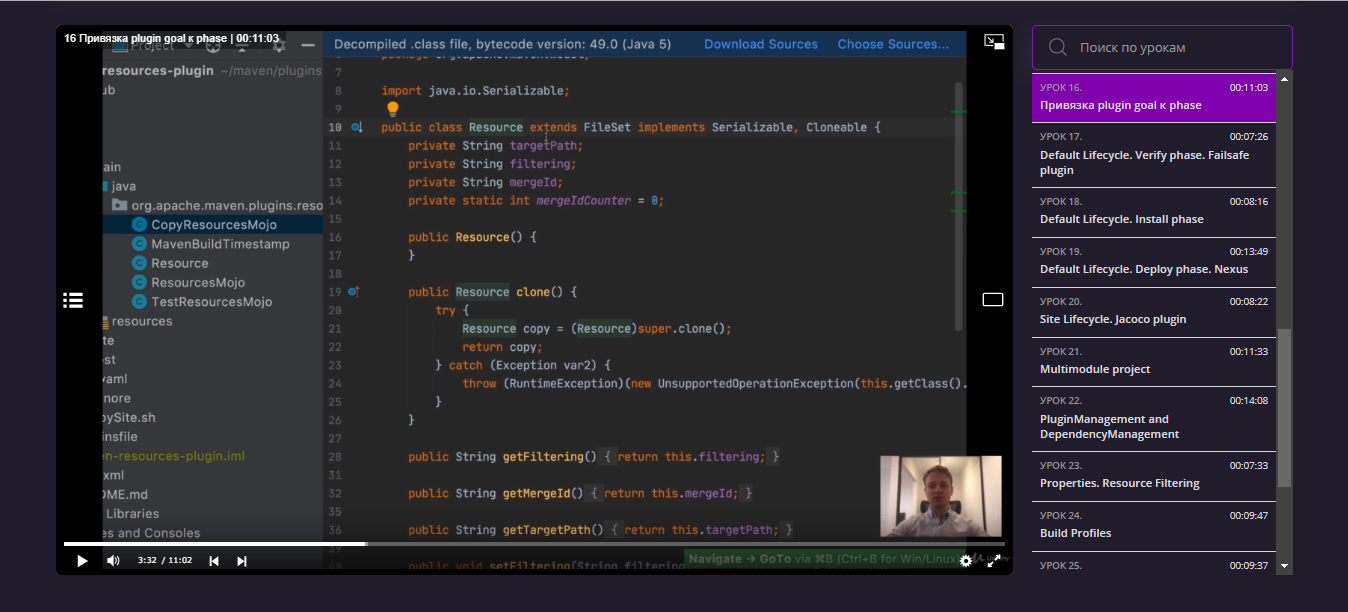 16 Привязка plugin goal к phase | 00:11:03
Project
resources-plugin ~/maven/plugins
ub
ain
java
org.apache.maven.plugins.reso
CopyResourcesMojo
MavenBuildTimestamp
Resource
ResourcesMojo
TestResourcesMojo
resources
te
st
yaml
nore
pySite.sh
insfile
n-resources-plugin.iml
xml
DME.md
Libraries
es and Consoles
Decompiled .class file, bytecode version: 49.0 (Java 5) Download Sources Choose Sources...
7
8 import java.io.Serializable;
9
10 public class Resource extends FileSet implements Serializable, Cloneable {
11 private String targetPath;
12 private String filtering;
13 private String mergeId;
14 private static int mergeIdCounter = 0;
15
16 public Resource() {
17 }
18
19 public Resource clone() {
20 try {
21 Resource copy = (Resource)super.clone();
22 return copy;
23 } catch (Exception var2) {
24 throw (RuntimeException)(new UnsupportedOperationException(this.getClass().
25 }
26 }
27
28 public String getFiltering() { return this.filtering; }
31
32 public String getMergeId() { return this.mergeId; }
35
36 public String getTargetPath() { return this.targetPath; }
39
40 public void setFiltering(String filtering
Navigate → GoTo via ⌘B (Ctrl+B for Win/Linux)
3:32 / 11:02
Поиск по урокам
УРОК 16. 00:11:03
Привязка plugin goal к phase
УРОК 17. 00:07:26
Default Lifecycle. Verify phase. Failsafe
plugin
УРОК 18. 00:08:16
Default Lifecycle. Install phase
УРОК 19. 00:13:49
Default Lifecycle. Deploy phase. Nexus
УРОК 20. 00:08:22
Site Lifecycle. Jacoco plugin
УРОК 21. 00:11:33
Multimodule project
УРОК 22. 00:14:08
PluginManagement and
DependencyManagement
УРОК 23. 00:07:33
Properties. Resource Filtering
УРОК 24. 00:09:47
Build Profiles
УРОК 25. 00:09:37